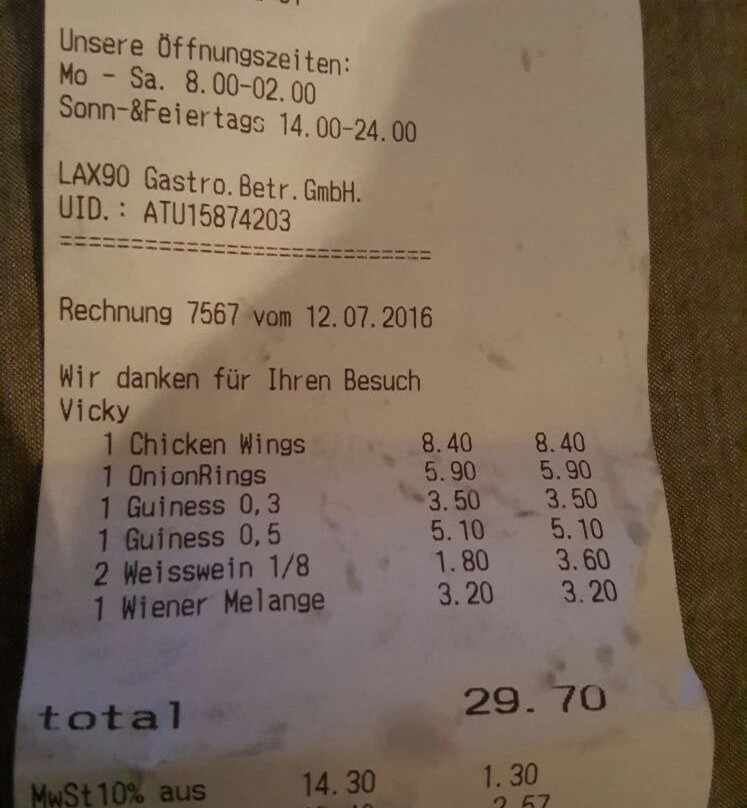 Unsere Öffnungszeiten:
Mo - Sa. 8.00-02.00
Sonn-&Feiertags 14.00-24.00
LAX90 Gastro.Betr.GmbH.
UID.: ATU15874203
==========================
Rechnung 7567 vom 12.07.2016
Wir danken für Ihren Besuch
Vicky
1 Chicken Wings 8.40 8.40
1 OnionRings 5.90 5.90
1 Guiness 0,3 3.50 3.50
1 Guiness 0,5 5.10 5.10
2 Weisswein 1/8 1.80 3.60
1 Wiener Melange 3.20 3.20
total 29.70
MwSt10% aus 14.30 1.30
2.57